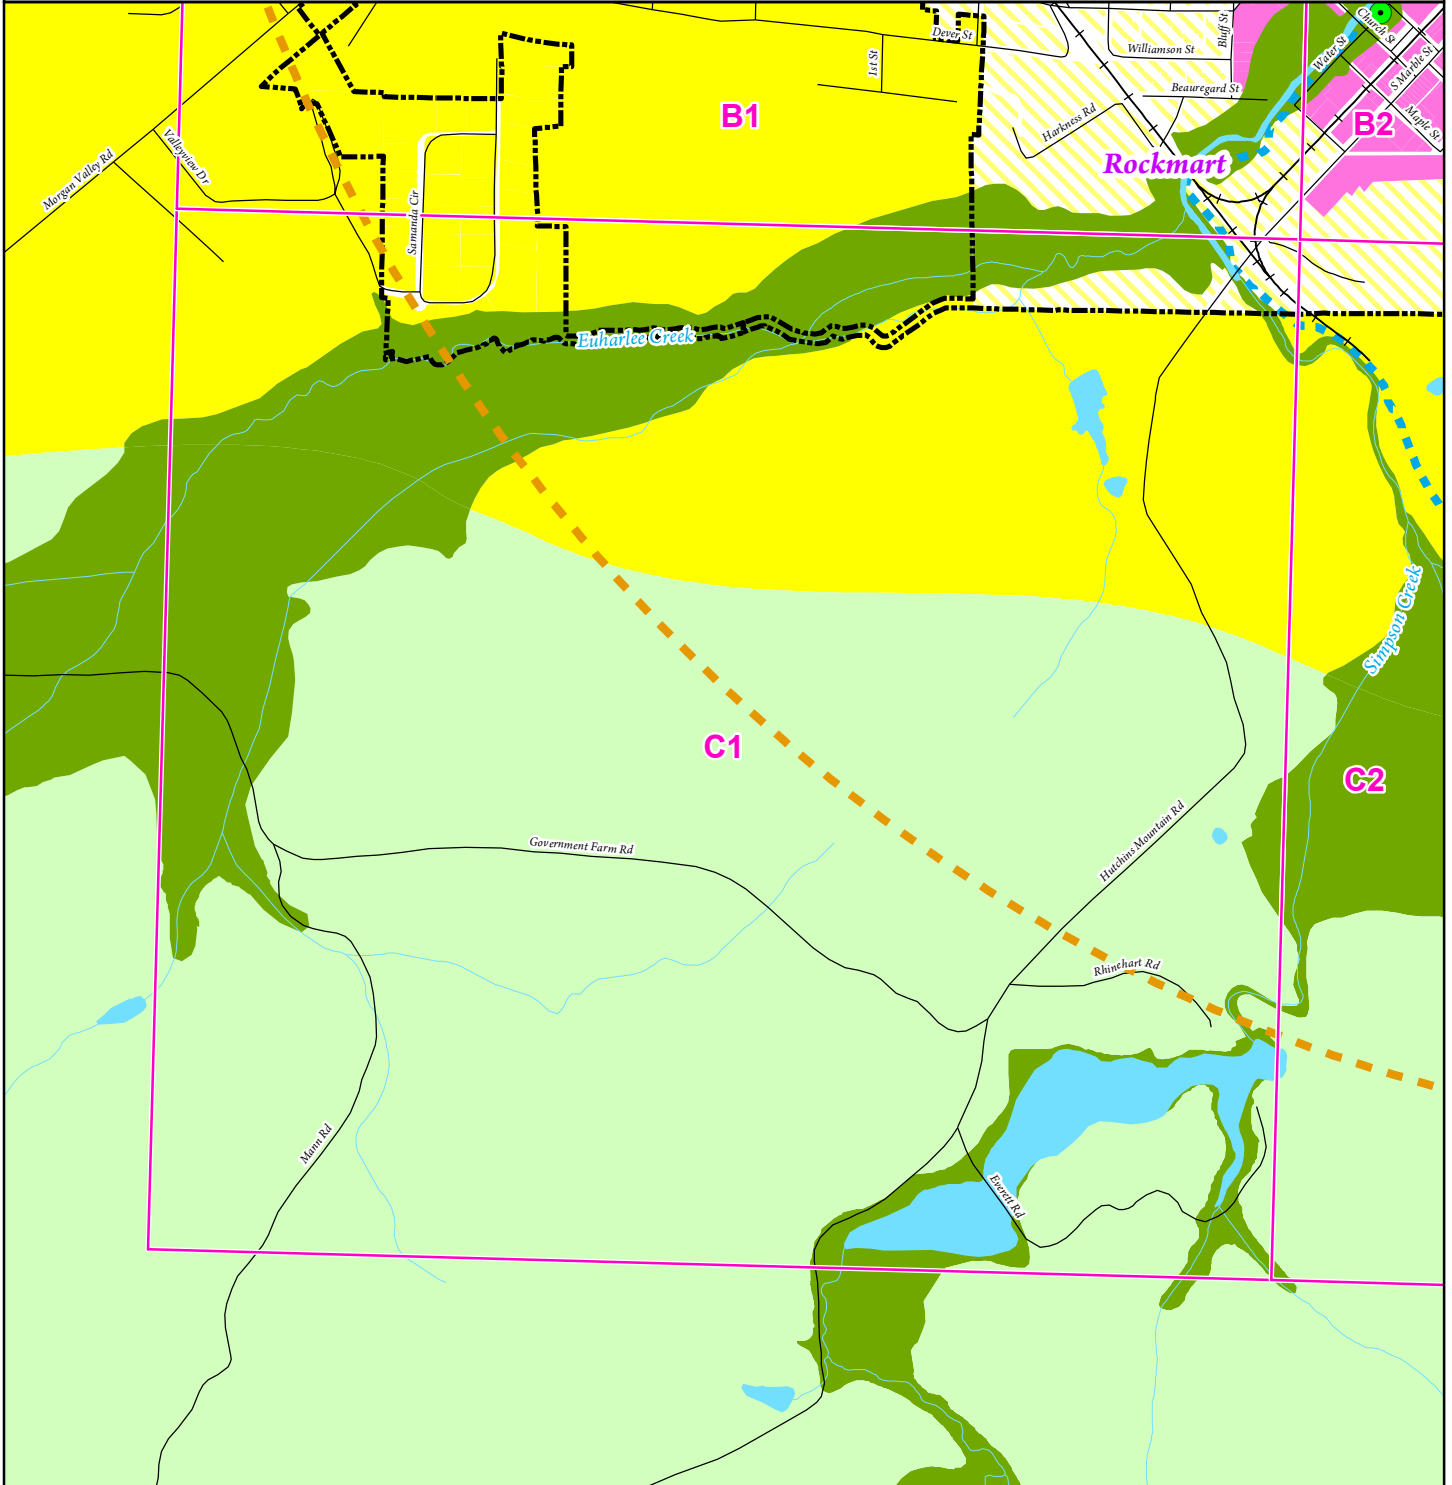 Church St
Water St
S Marble St
Maple St
Bluff St
Dever St
Williamson St
1st St
Beauregard St
Harkness Rd
B1
B2
Rockmart
Morgan Valley Rd
Valleyview Dr
Samanda Cir
Euharlee Creek
Simpson Creek
C1
C2
Hutchins Mountain Rd
Government Farm Rd
Rhinehart Rd
Mann Rd
Everett Rd